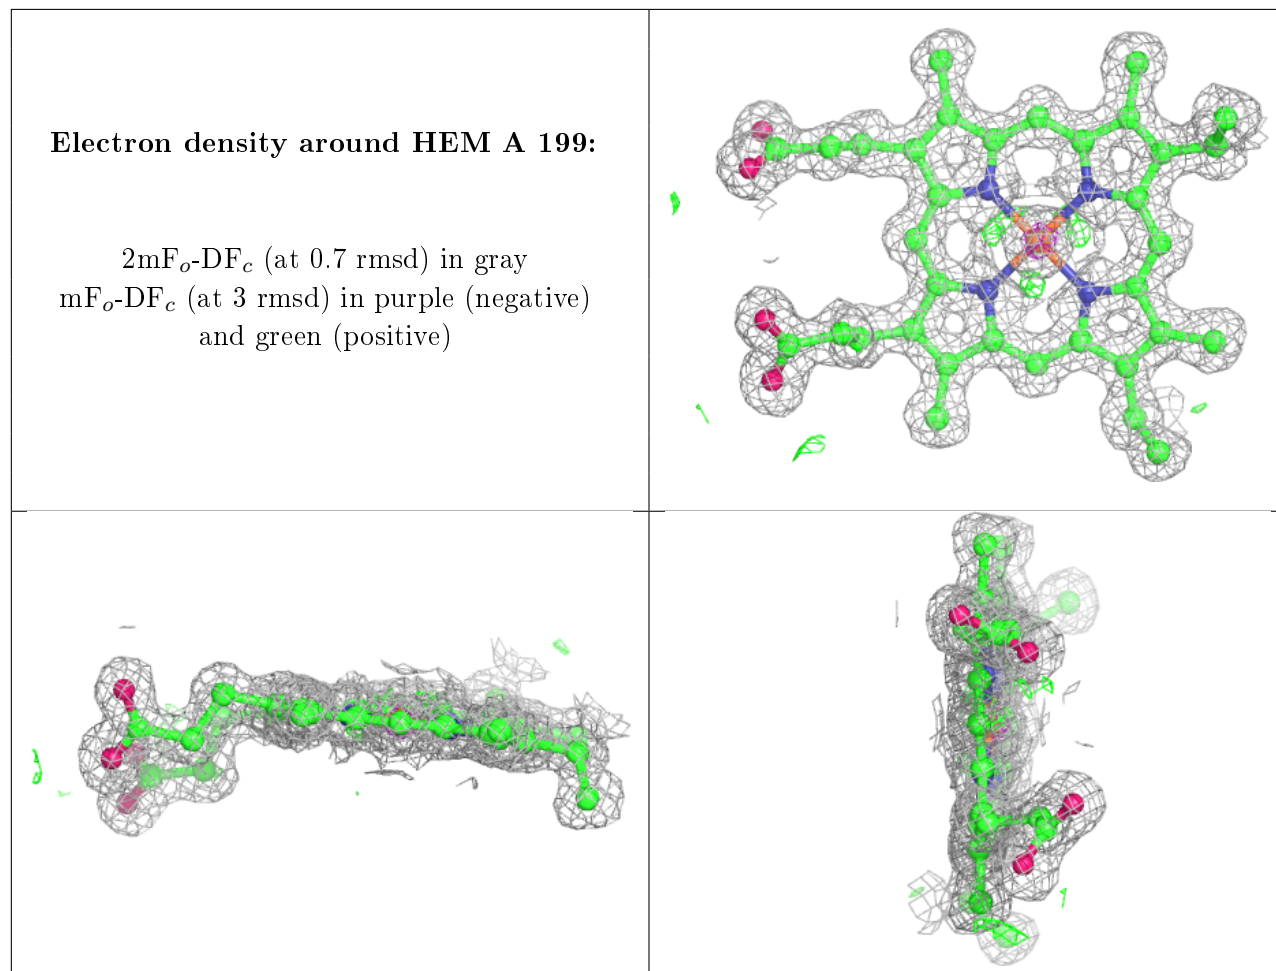 Electron density around HEM A 199:
2mFₒ-DF𝑐 (at 0.7 rmsd) in gray
mFₒ-DF𝑐 (at 3 rmsd) in purple (negative)
and green (positive)